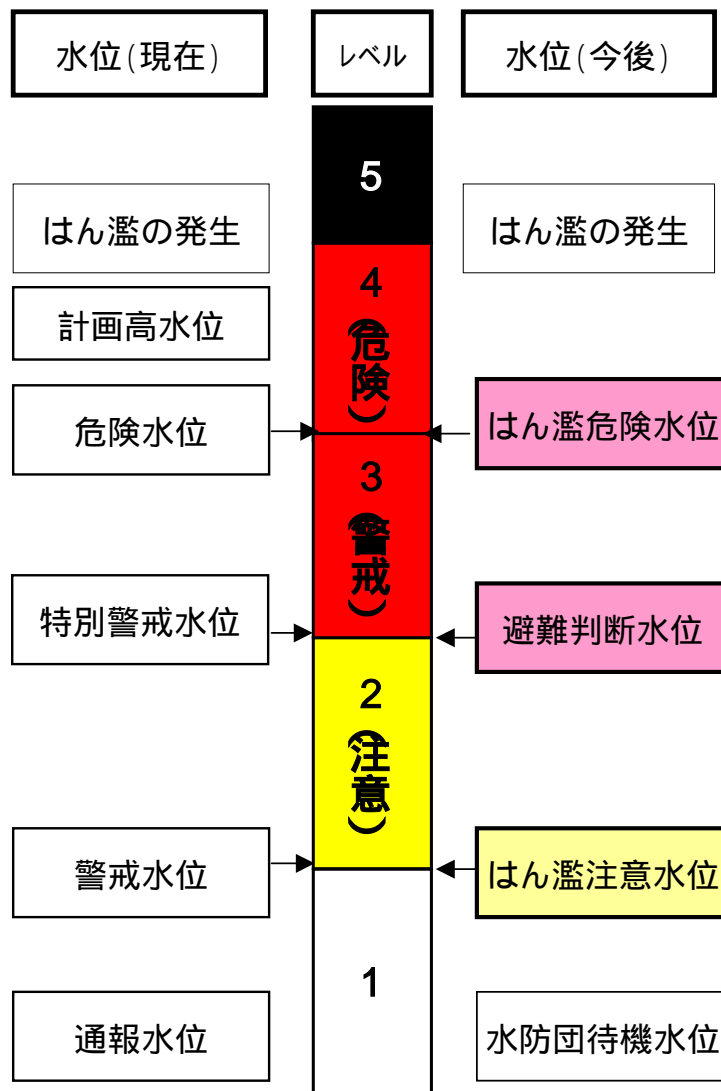 水位(現在)
レベル
水位(今後)
5
はん濫の発生
はん濫の発生
4
(危険)
計画高水位
危険水位
はん濫危険水位
3
(警戒)
特別警戒水位
避難判断水位
2
(注意)
警戒水位
はん濫注意水位
1
通報水位
水防団待機水位